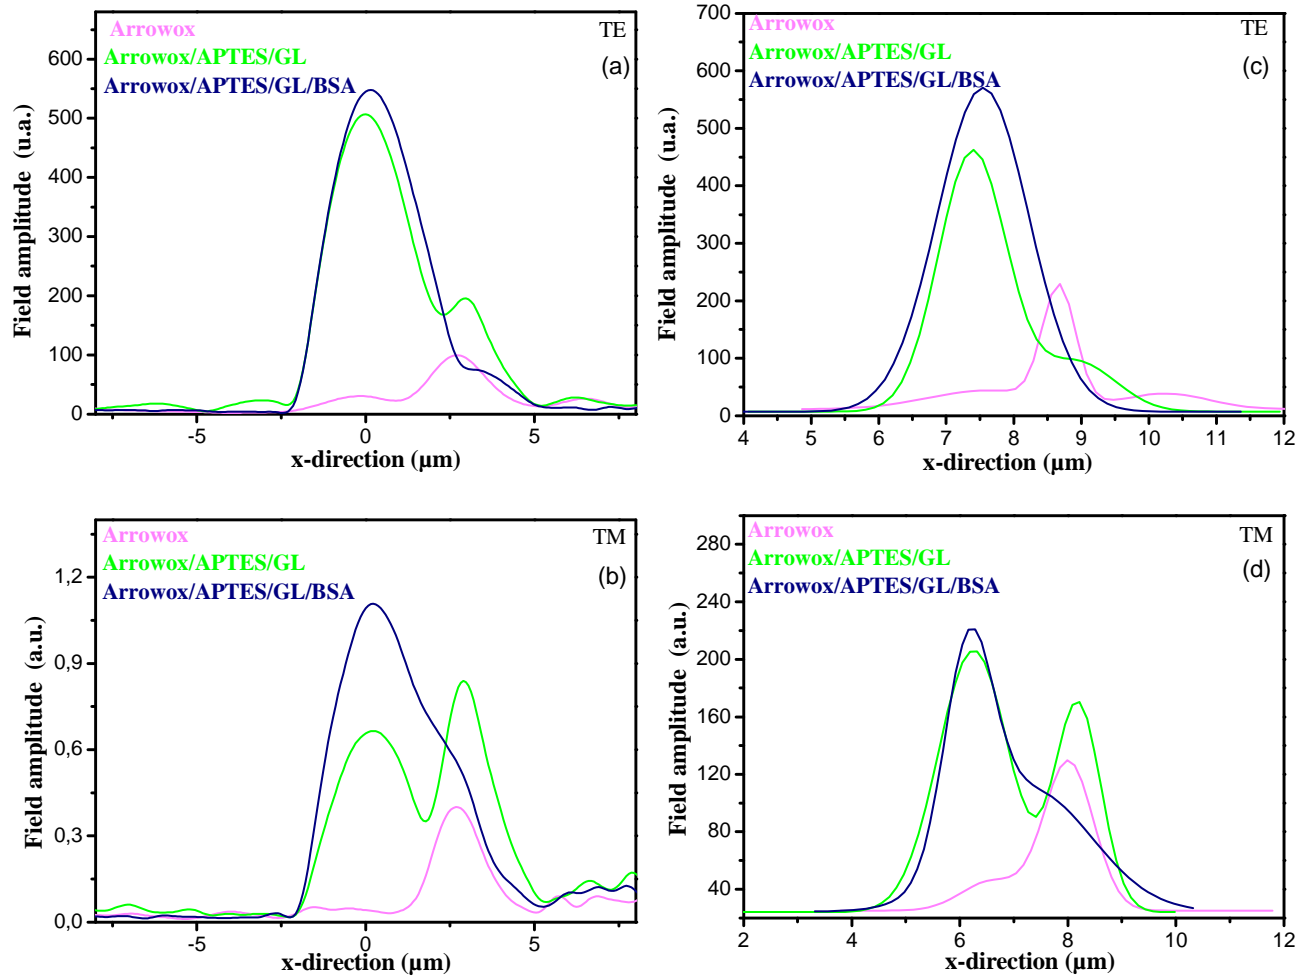 Arrowox
TE
Arrowox/APTES/GL
(a)
Arrowox/APTES/GL/BSA
600
500
400
300
200
100
0
Field amplitude (u.a.)
-5
0
5
x-direction (µm)
700
Arrowox
TE
Arrowox/APTES/GL
(c)
Arrowox/APTES/GL/BSA
600
500
400
300
200
100
0
Field amplitude (u.a.)
4
5
6
7
8
9
10
11
12
x-direction (µm)
Arrowox
TM
Arrowox/APTES/GL
(b)
Arrowox/APTES/GL/BSA
1,2
0,9
0,6
0,3
0,0
Field amplitude (a.u.)
-5
0
5
x-direction (µm)
Arrowox
TM
Arrowox/APTES/GL
(d)
Arrowox/APTES/GL/BSA
280
240
200
160
120
80
40
Field amplitude (a.u.)
2
4
6
8
10
12
x-direction (µm)